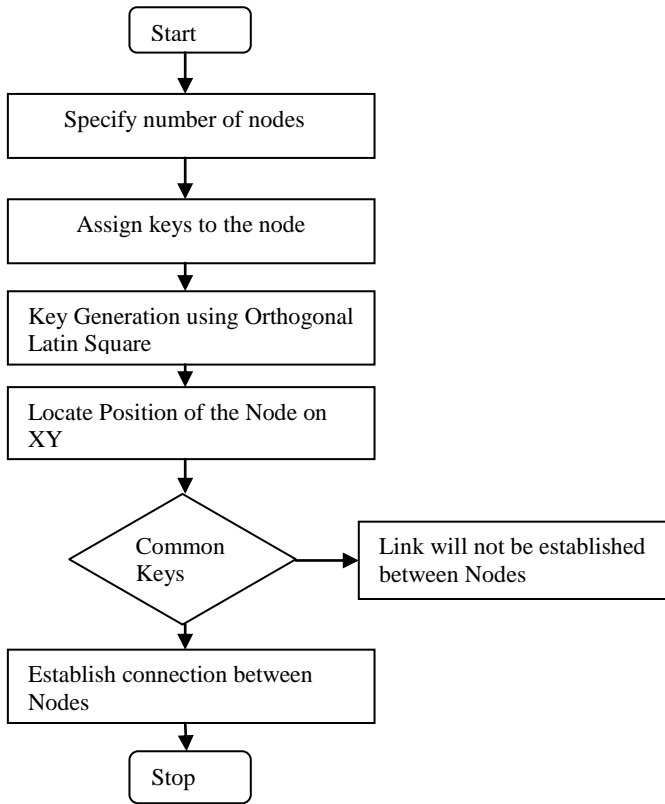 Start
Specify number of nodes
Assign keys to the node
Key Generation using Orthogonal
Latin Square
Locate Position of the Node on
XY
Common
Keys
Link will not be established
between Nodes
Establish connection between
Nodes
Stop